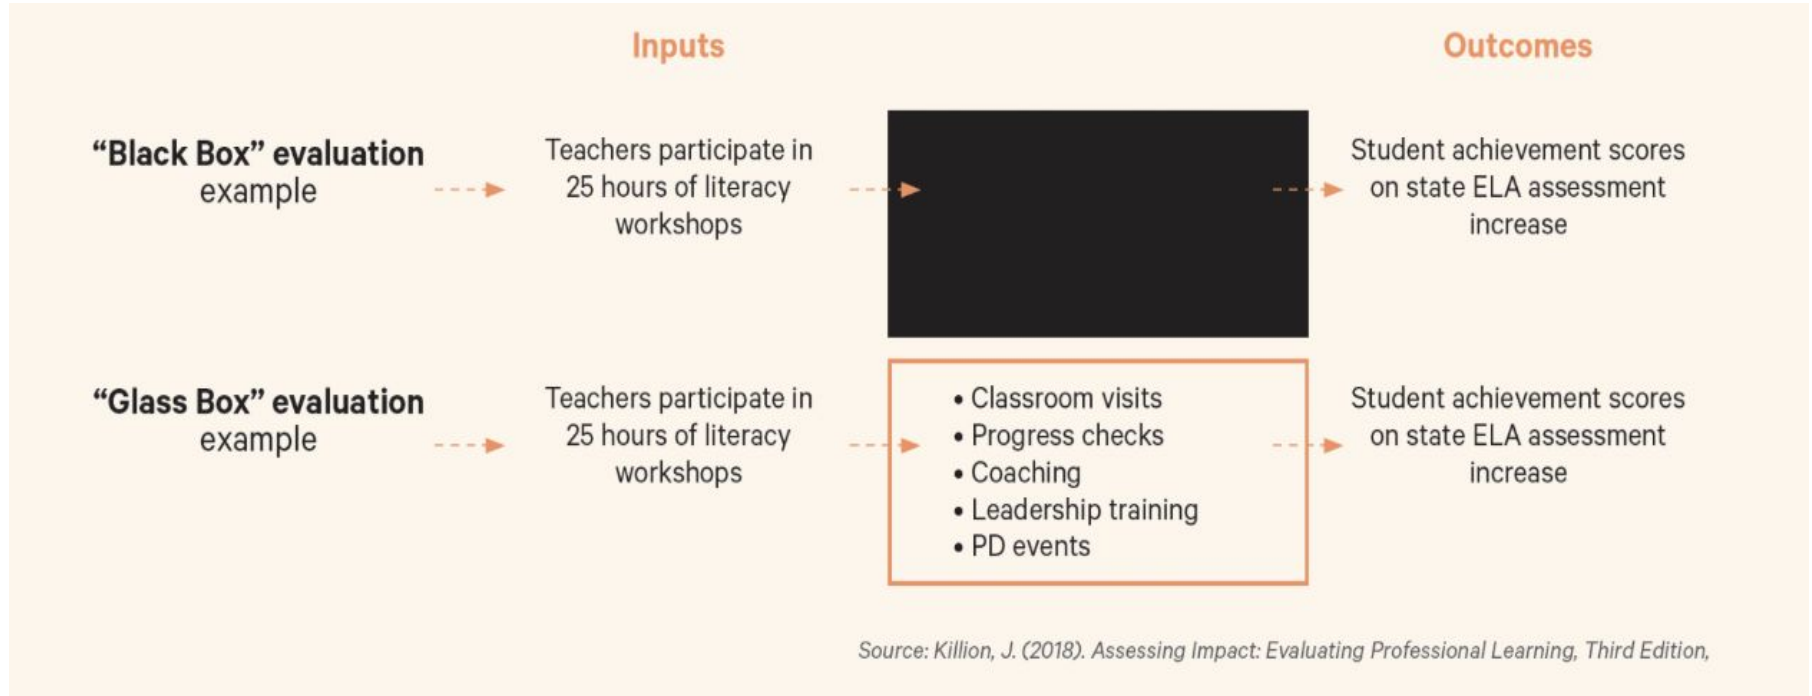 Inputs
Outcomes
“Black Box” evaluation
example
Teachers participate in
25 hours of literacy
workshops
Student achievement scores
on state ELA assessment
increase
“Glass Box” evaluation
example
Teachers participate in
25 hours of literacy
workshops
• Classroom visits
• Progress checks
• Coaching
• Leadership training
• PD events
Student achievement scores
on state ELA assessment
increase
Source: Killion, J. (2018). Assessing Impact: Evaluating Professional Learning, Third Edition,